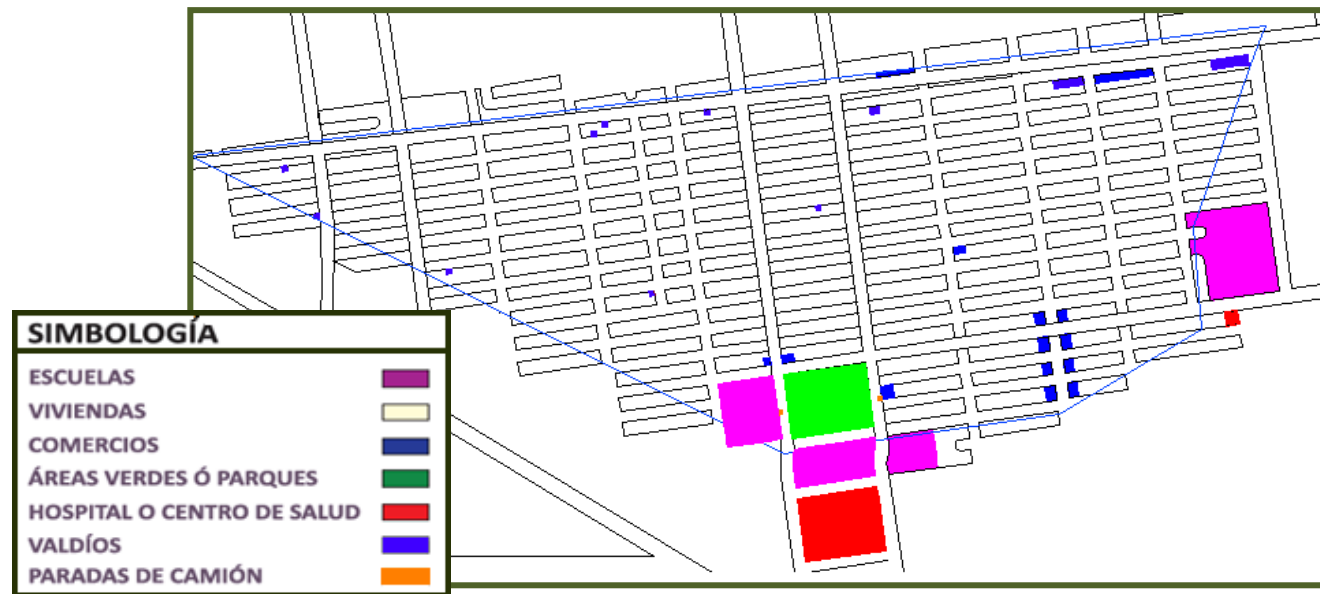 SIMBOLOGÍA
ESCUELAS
VIVIENDAS
COMERCIOS
ÁREAS VERDES Ó PARQUES
HOSPITAL O CENTRO DE SALUD
VALDÍOS
PARADAS DE CAMIÓN